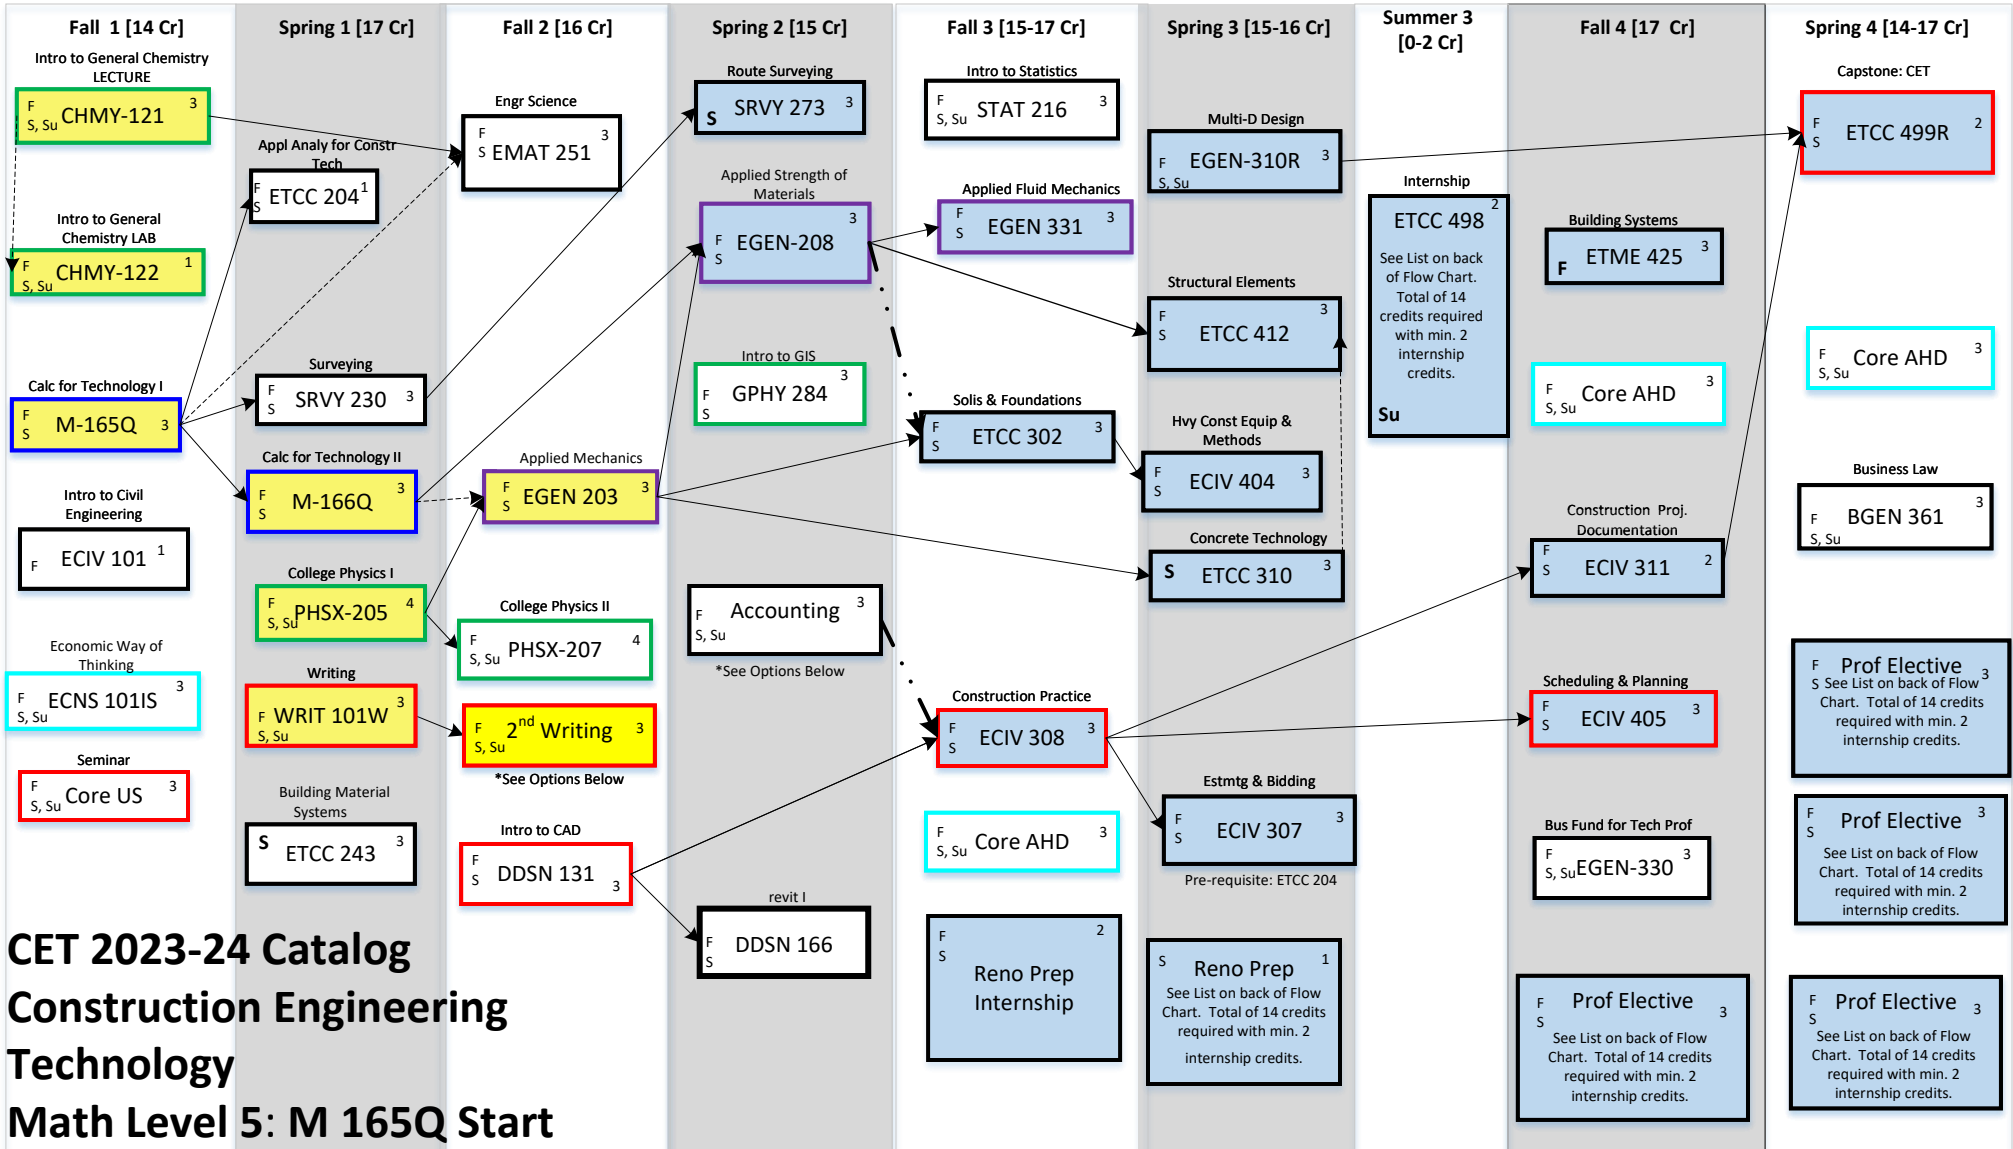 Fall 1 [14 Cr]
Intro to General Chemistry
LECTURE
F
S, Su
CHMY-121
3
Intro to General
Chemistry LAB
F
S, Su
CHMY-122
1
Calc for Technology I
F
S
M-165Q
3
Intro to Civil
Engineering
F
ECIV 101
1
Economic Way of
Thinking
F
S, Su
ECNS 101IS
3
Seminar
F
S, Su
Core US
3
Spring 1 [17 Cr]
Appl Analy for Constr
Tech
F
S
ETCC 204
1
Surveying
F
S
SRVY 230
3
Calc for Technology II
F
S
M-166Q
3
College Physics I
F
S, Su
PHSX-205
4
Writing
F
S, Su
WRIT 101W
3
Building Material
Systems
S
ETCC 243
3
Fall 2 [16 Cr]
Engr Science
F
S
EMAT 251
3
Applied Mechanics
F
S
EGEN 203
3
College Physics II
F
S, Su
PHSX-207
4
F
S, Su
2nd Writing
3
*See Options Below
Intro to CAD
F
S
DDSN 131
3
Spring 2 [15 Cr]
Route Surveying
S
SRVY 273
3
Applied Strength of
Materials
F
S
EGEN-208
3
Intro to GIS
F
S
GPHY 284
3
F
S, Su
Accounting
3
*See Options Below
revit I
F
S
DDSN 166
Fall 3 [15-17 Cr]
Intro to Statistics
F
S, Su
STAT 216
3
Applied Fluid Mechanics
F
S
EGEN 331
3
Solis & Foundations
F
S
ETCC 302
3
Construction Practice
F
S
ECIV 308
3
F
S, Su
Core AHD
3
F
S
Reno Prep
Internship
2
Spring 3 [15-16 Cr]
Multi-D Design
F
S, Su
EGEN-310R
3
Structural Elements
F
S
ETCC 412
3
Hvy Const Equip &
Methods
F
S
ECIV 404
3
Concrete Technology
S
ETCC 310
3
Estmtg & Bidding
F
S
ECIV 307
3
Pre-requisite: ETCC 204
S
Reno Prep
1
See List on back of Flow
Chart. Total of 14 credits
required with min. 2
internship credits.
Summer 3
[0-2 Cr]
Internship
ETCC 498
2
See List on back
of Flow Chart.
Total of 14
credits required
with min. 2
internship
credits.
Su
Fall 4 [17 Cr]
Building Systems
F
ETME 425
3
F
S, Su
Core AHD
3
Construction Proj.
Documentation
F
S
ECIV 311
2
Scheduling & Planning
F
S
ECIV 405
3
Bus Fund for Tech Prof
F
S, Su
EGEN-330
3
F
S
Prof Elective
3
See List on back of Flow
Chart. Total of 14 credits
required with min. 2
internship credits.
Spring 4 [14-17 Cr]
Capstone: CET
F
S
ETCC 499R
2
F
S, Su
Core AHD
3
Business Law
F
S, Su
BGEN 361
3
F
S
Prof Elective
3
See List on back of Flow
Chart. Total of 14 credits
required with min. 2
internship credits.
F
S
Prof Elective
3
See List on back of Flow
Chart. Total of 14 credits
required with min. 2
internship credits.
F
S
Prof Elective
3
See List on back of Flow
Chart. Total of 14 credits
required with min. 2
internship credits.
CET 2023-24 Catalog
Construction Engineering
Technology
Math Level 5: M 165Q Start